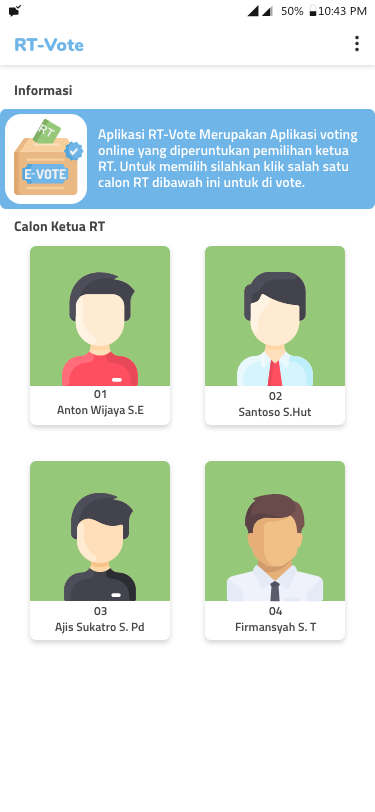 50% 10:43 PM
RT-Vote
Informasi
RT
E-VOTE
Aplikasi RT-Vote Merupakan Aplikasi voting
online yang diperuntukan pemilihan ketua
RT. Untuk memilih silahkan klik salah satu
calon RT dibawah ini untuk di vote.
Calon Ketua RT
01
Anton Wijaya S.E
02
Santoso S.Hut
03
Ajis Sukatro S. Pd
04
Firmansyah S. T